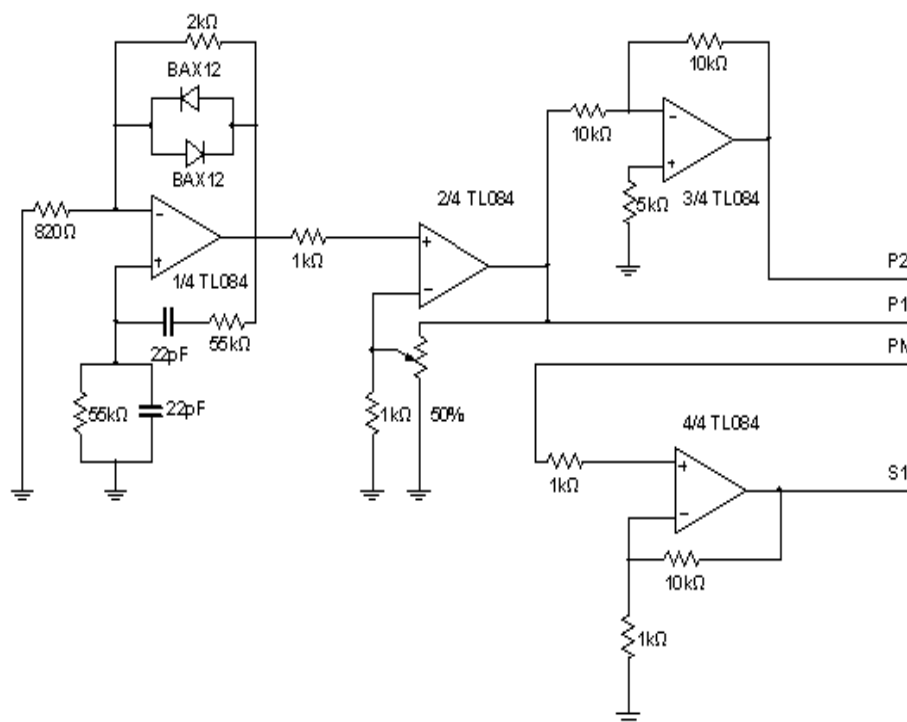 2kΩ
BAX12
BAX12
820Ω
-
+
1/4 TL084
22pF
55kΩ
55kΩ
22pF
1kΩ
2/4 TL084
+
-
1kΩ
50%
10kΩ
10kΩ
-
+
5kΩ
3/4 TL084
P2
P1
PM
4/4 TL084
1kΩ
+
-
S1
10kΩ
1kΩ